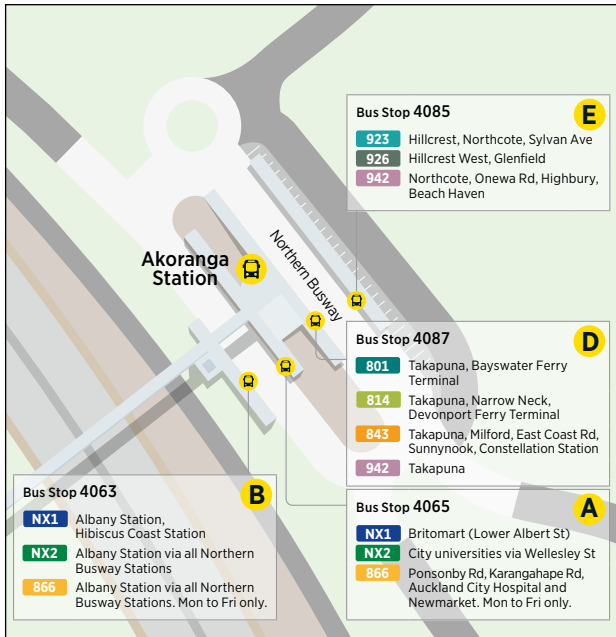 Bus Stop 4085
E
923 Hillcrest, Northcote, Sylvan Ave
926 Hillcrest West, Glenfield
942 Northcote, Onewa Rd, Highbury,
Beach Haven
Akoranga
Station
Northern Busway
Bus Stop 4087
D
801 Takapuna, Bayswater Ferry
Terminal
814 Takapuna, Narrow Neck,
Devonport Ferry Terminal
843 Takapuna, Milford, East Coast Rd,
Sunnynook, Constellation Station
942 Takapuna
Bus Stop 4063
B
NX1 Albany Station,
Hibiscus Coast Station
NX2 Albany Station via all Northern
Busway Stations
866 Albany Station via all Northern
Busway Stations. Mon to Fri only.
Bus Stop 4065
A
NX1 Britomart (Lower Albert St)
NX2 City universities via Wellesley St
866 Ponsonby Rd, Karangahape Rd,
Auckland City Hospital and
Newmarket. Mon to Fri only.